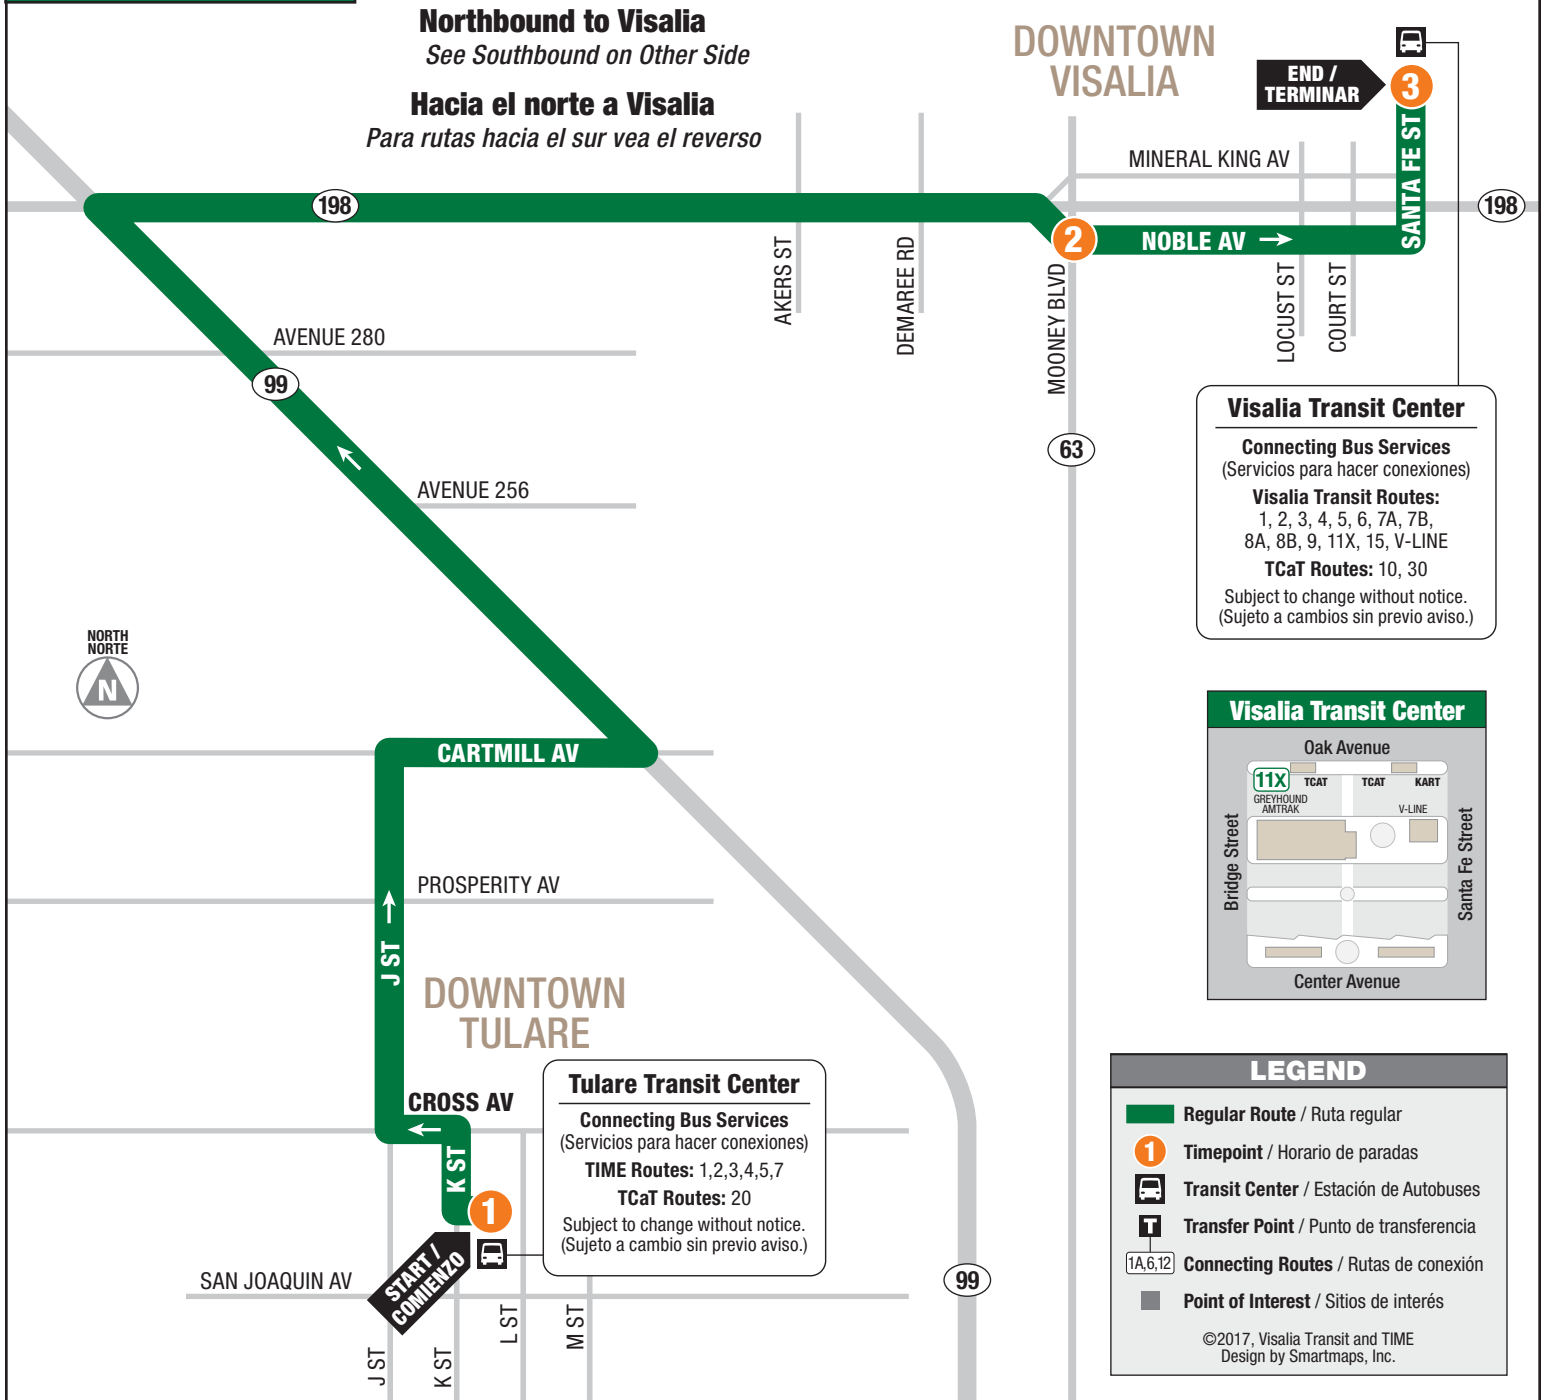 Northbound to Visalia
See Southbound on Other Side
Hacia el norte a Visalia
Para rutas hacia el sur vea el reverso
DOWNTOWN
VISALIA
END /
TERMINAR
3
SANTA FE ST
MINERAL KING AV
198
198
2
NOBLE AV
AKERS ST
DEMAREE RD
MOONEY BLVD
LOCUST ST
COURT ST
AVENUE 280
99
63
AVENUE 256
Visalia Transit Center
Connecting Bus Services
(Servicios para hacer conexiones)
Visalia Transit Routes:
1, 2, 3, 4, 5, 6, 7A, 7B,
8A, 8B, 9, 11X, 15, V-LINE
TCaT Routes: 10, 30
Subject to change without notice.
(Sujeto a cambios sin previo aviso.)
NORTH
NORTE
N
Visalia Transit Center
Oak Avenue
11X
TCAT
TCAT
KART
GREYHOUND
AMTRAK
V-LINE
Bridge Street
Santa Fe Street
Center Avenue
CARTMILL AV
PROSPERITY AV
J ST
DOWNTOWN
TULARE
CROSS AV
K ST
1
START /
COMIENZO
Tulare Transit Center
Connecting Bus Services
(Servicios para hacer conexiones)
TIME Routes: 1,2,3,4,5,7
TCaT Routes: 20
Subject to change without notice.
(Sujeto a cambio sin previo aviso.)
SAN JOAQUIN AV
J ST
K ST
L ST
M ST
99
LEGEND
Regular Route / Ruta regular
1 Timepoint / Horario de paradas
Transit Center / Estación de Autobuses
T Transfer Point / Punto de transferencia
1A,6,12 Connecting Routes / Rutas de conexión
Point of Interest / Sitios de interés
©2017, Visalia Transit and TIME
Design by Smartmaps, Inc.